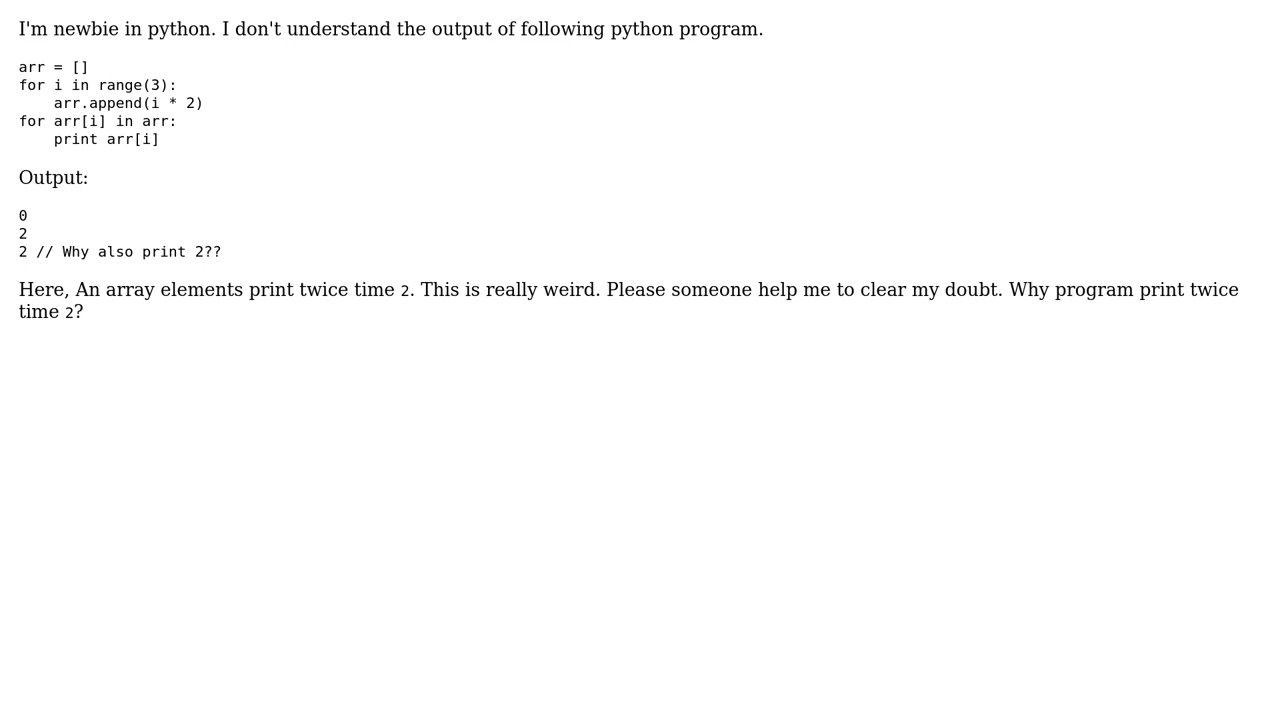 I'm newbie in python. I don't understand the output of following python program.
arr = []
for i in range(3):
    arr.append(i * 2)
for arr[i] in arr:
    print arr[i]
Output:
0
2
2 // Why also print 2??
Here, An array elements print twice time 2. This is really weird. Please someone help me to clear my doubt. Why program print twice
time 2?